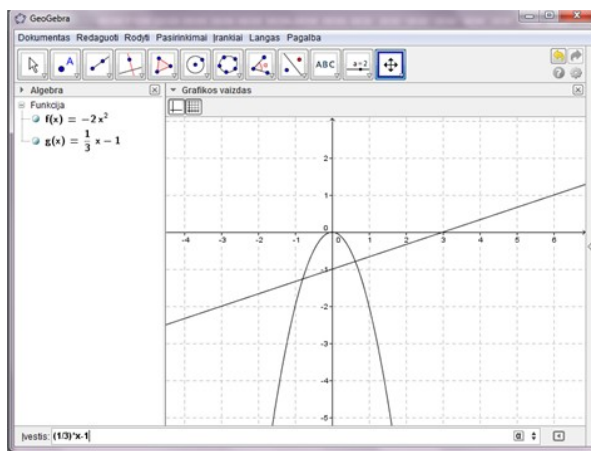 GeoGebra
Dokumentas Redaguoti Rodyti Pasirinkimai Įrankiai Langas Pagalba
A ABC a=2
Algebra
Grafikos vaizdas
Funkcija
f(x) = −2x²
g(x) = 1/3 x − 1
2
1
0
-4 -3 -2 -1 0 1 2 3 4 5 6
-1
-2
-3
-4
-5
Įvestis: (1/3)*x-1
α